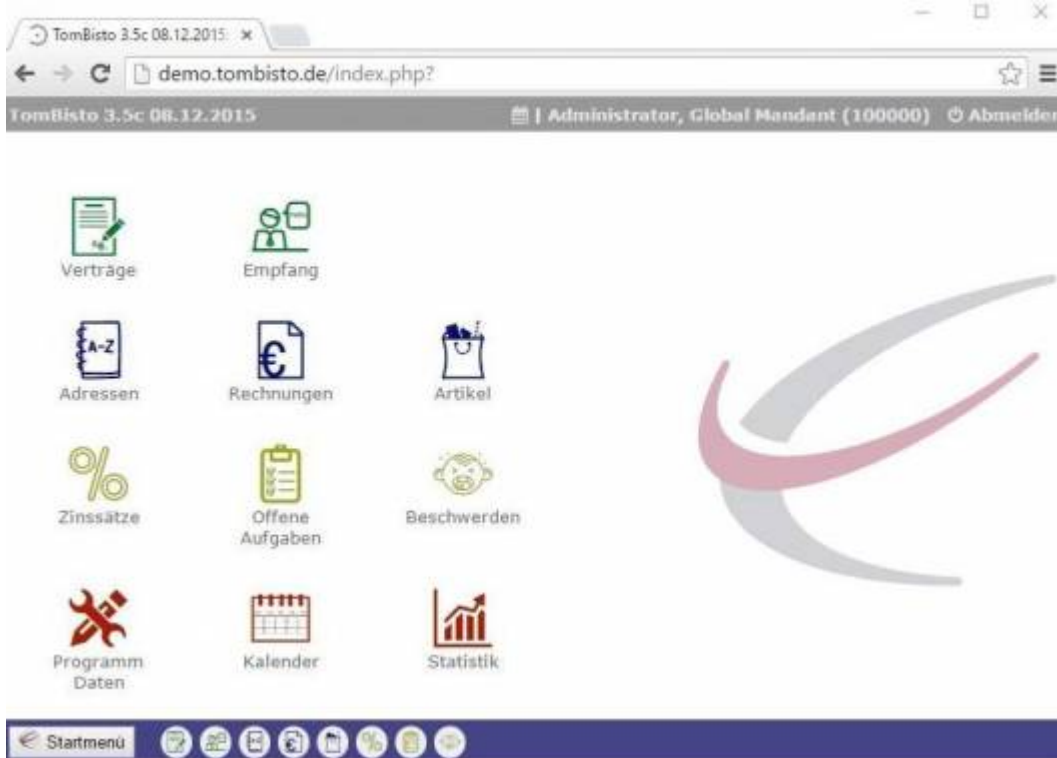 TomBisto 3.5c 08.12.2015
demo.tombisto.de/index.php?
TomBisto 3.5c 08.12.2015 | Administrator, Global Mandant (100000) Abmelden
Verträge
Empfang
A-Z
€
Adressen
Rechnungen
Artikel
%
Zinssätze
Offene
Aufgaben
Beschwerden
Programm
Daten
Kalender
Statistik
Startmenü